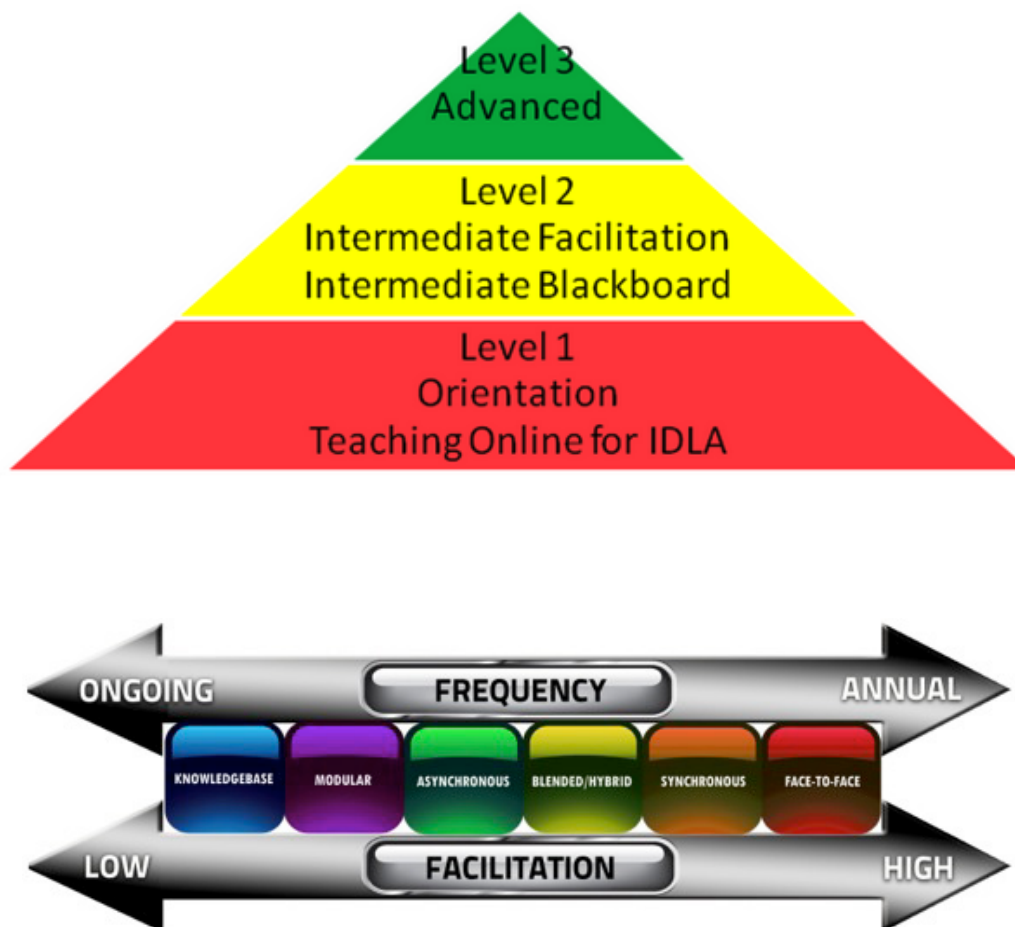 Level 3
Advanced
Level 2
Intermediate Facilitation
Intermediate Blackboard
Level 1
Orientation
Teaching Online for IDLA
ONGOING FREQUENCY ANNUAL
KNOWLEDGEBASE MODULAR ASYNCHRONOUS BLENDED/HYBRID SYNCHRONOUS FACE-TO-FACE
LOW FACILITATION HIGH